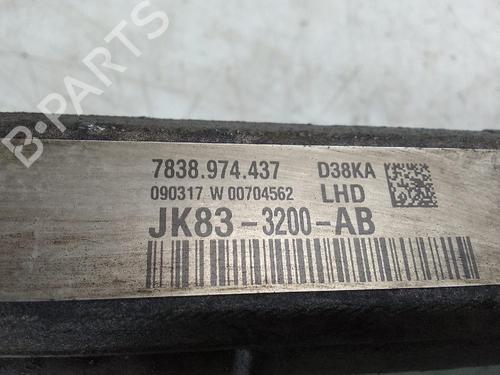 B-PARTS
7838.974.437 D38KA
090317 W 00704562 LHD
JK83-3200-AB